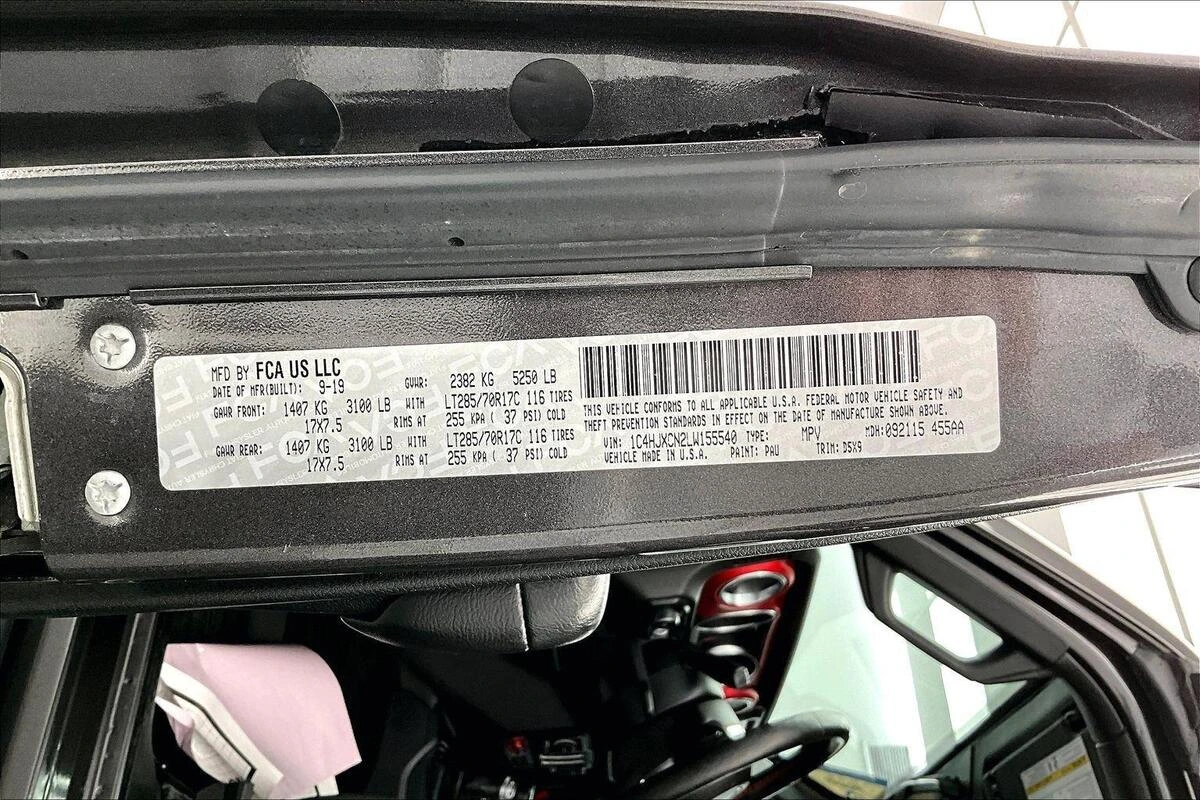 MFD BY FCA US LLC
DATE OF MFR(BUILT): 9-19 GVWR: 2382 KG 5250 LB
GAWR FRONT: 1407 KG 3100 LB WITH LT285/70R17C 116 TIRES
17X7.5 RIMS AT 255 KPA ( 37 PSI) COLD
GAWR REAR: 1407 KG 3100 LB WITH LT285/70R17C 116 TIRES
17X7.5 RIMS AT 255 KPA ( 37 PSI) COLD
THIS VEHICLE CONFORMS TO ALL APPLICABLE U.S.A. FEDERAL MOTOR VEHICLE SAFETY AND
THEFT PREVENTION STANDARDS IN EFFECT ON THE DATE OF MANUFACTURE SHOWN ABOVE.
VIN: 1C4HJXCN2LW155540 TYPE: MPV MDH: 092115 455AA
VEHICLE MADE IN U.S.A. PAINT: PAU TRIM: D5X9